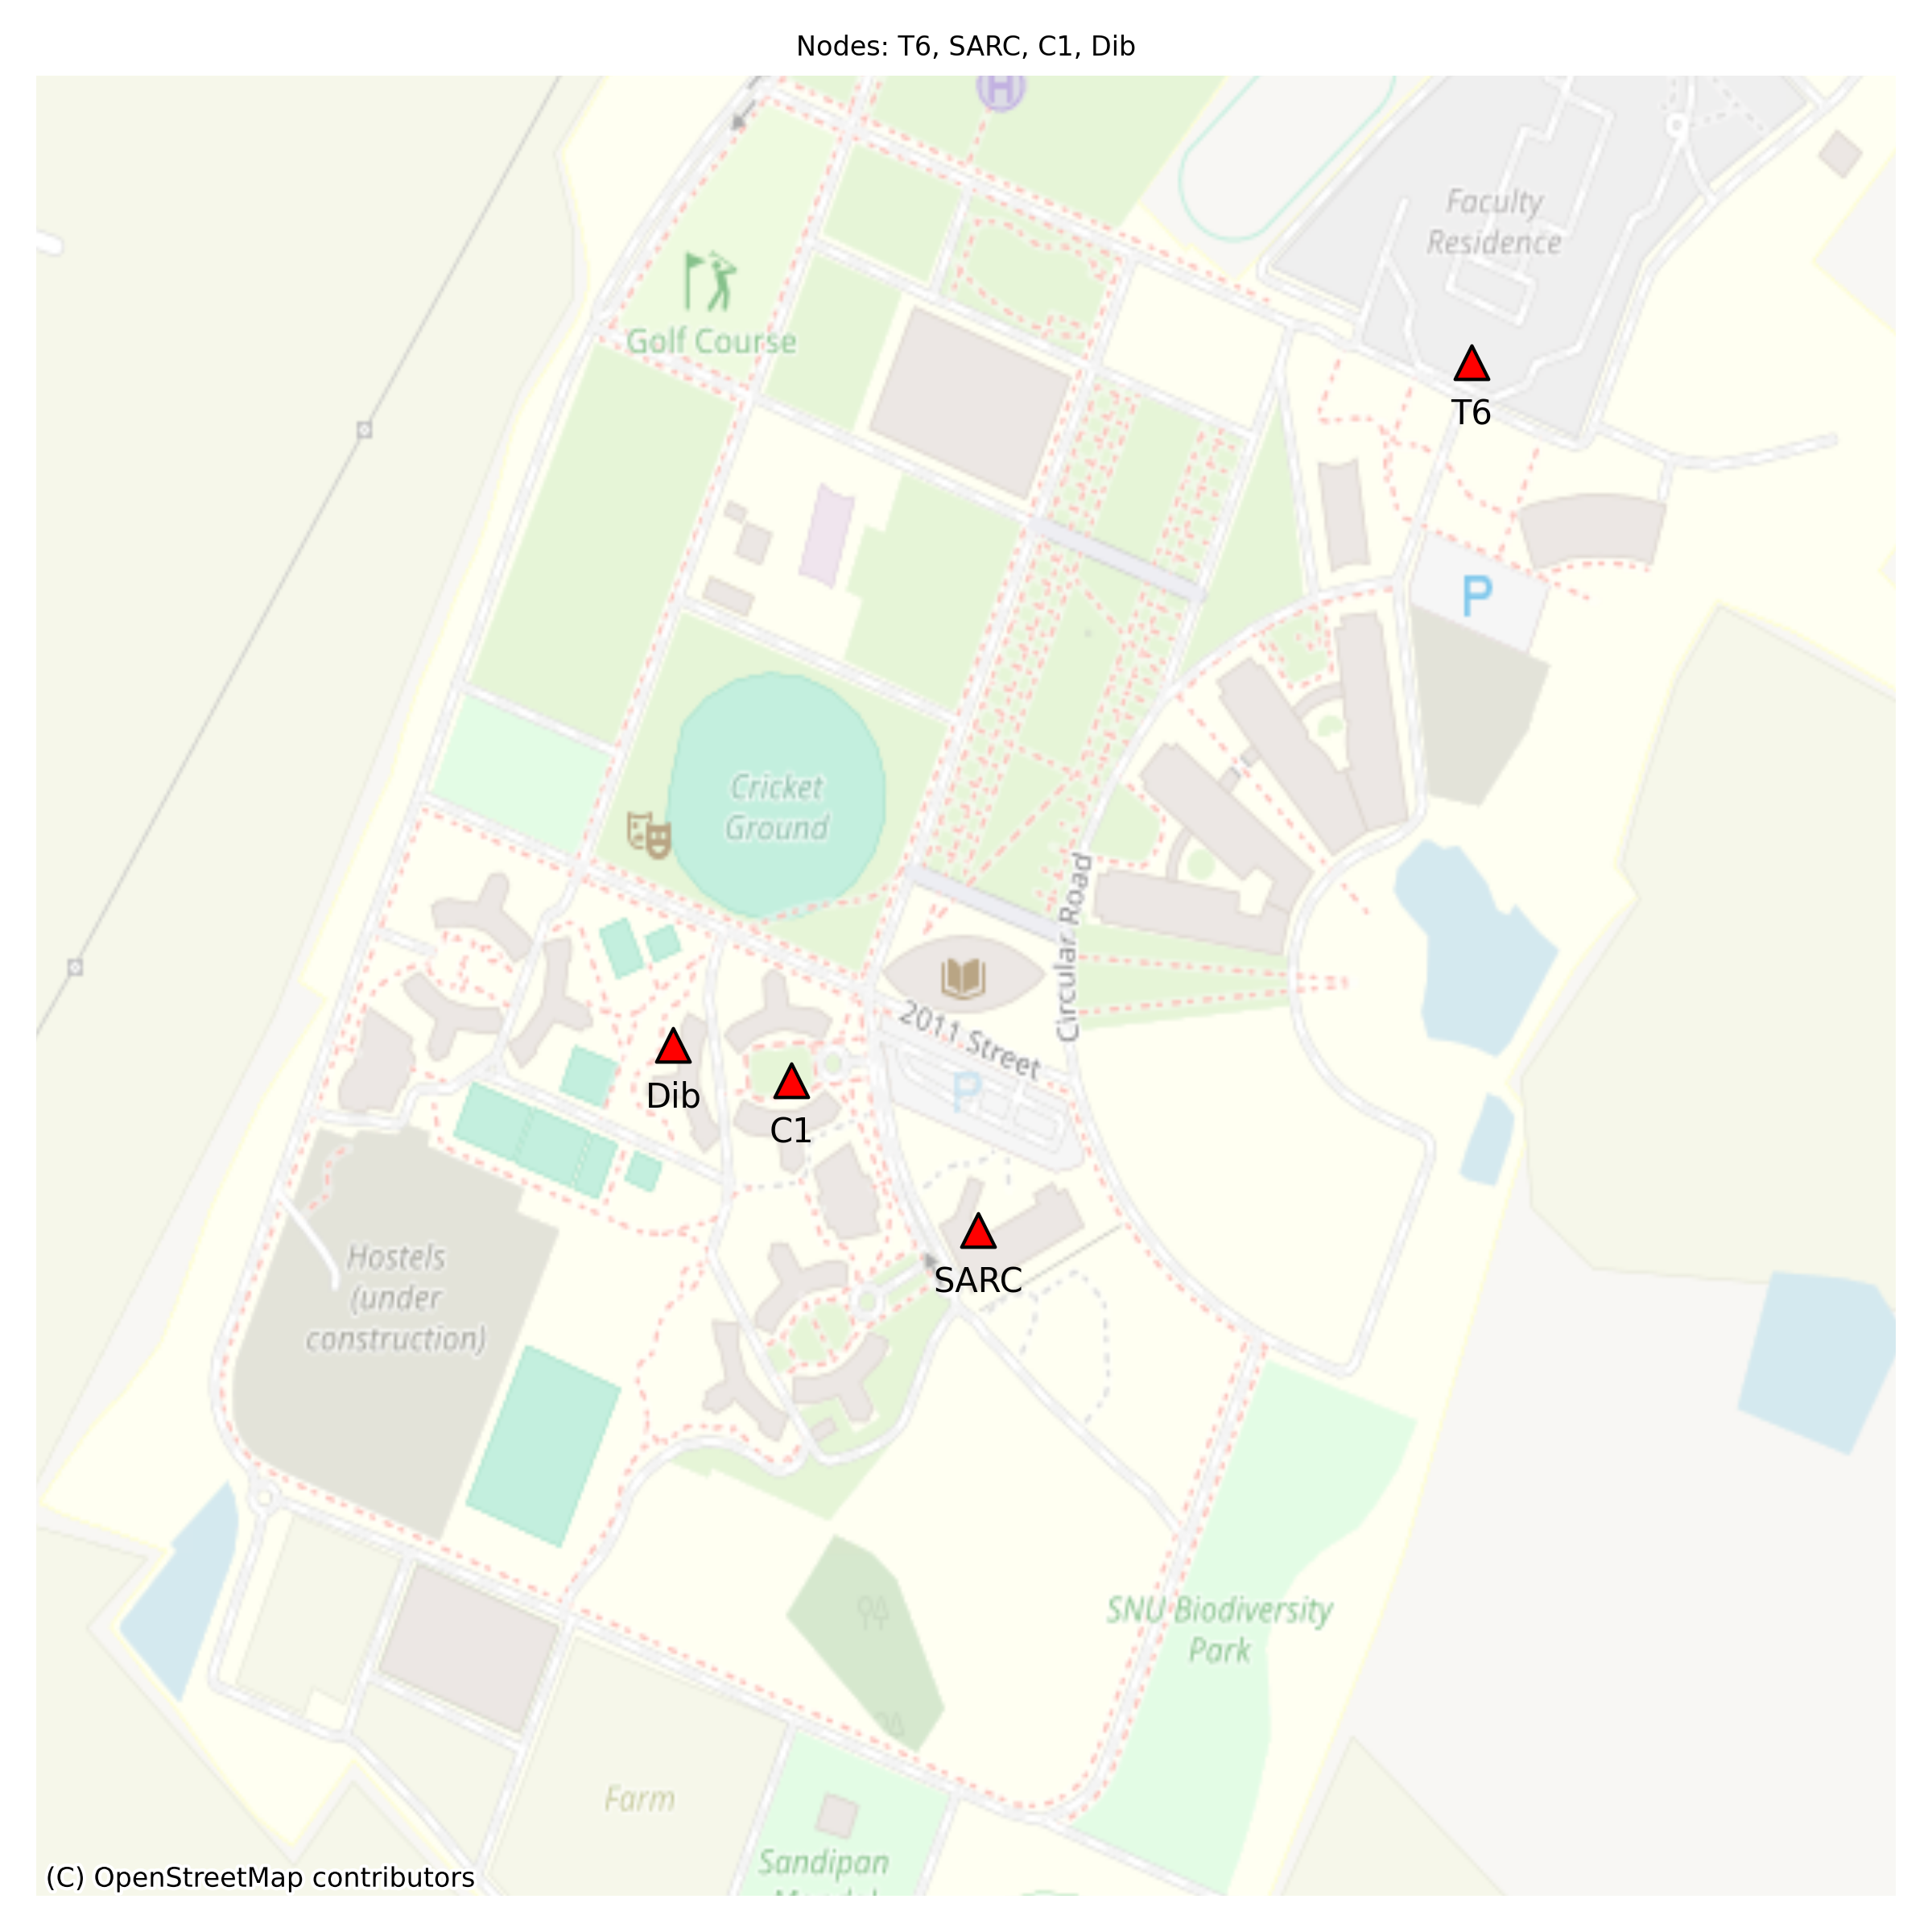 Nodes: T6, SARC, C1, Dib
H
Faculty
Residence
Golf Course
T6
P
Cricket
Ground
Circular Road
2011 Street
P
Dib
C1
SARC
Hostels
(under
construction)
SNU Biodiversity
Park
Farm
Sandipan
(C) OpenStreetMap contributors